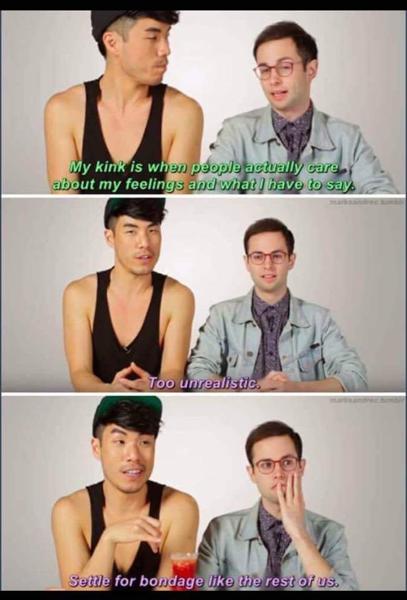 My kink is when people actually care
about my feelings and what I have to say.
Too unrealistic.
Settle for bondage like the rest of us.